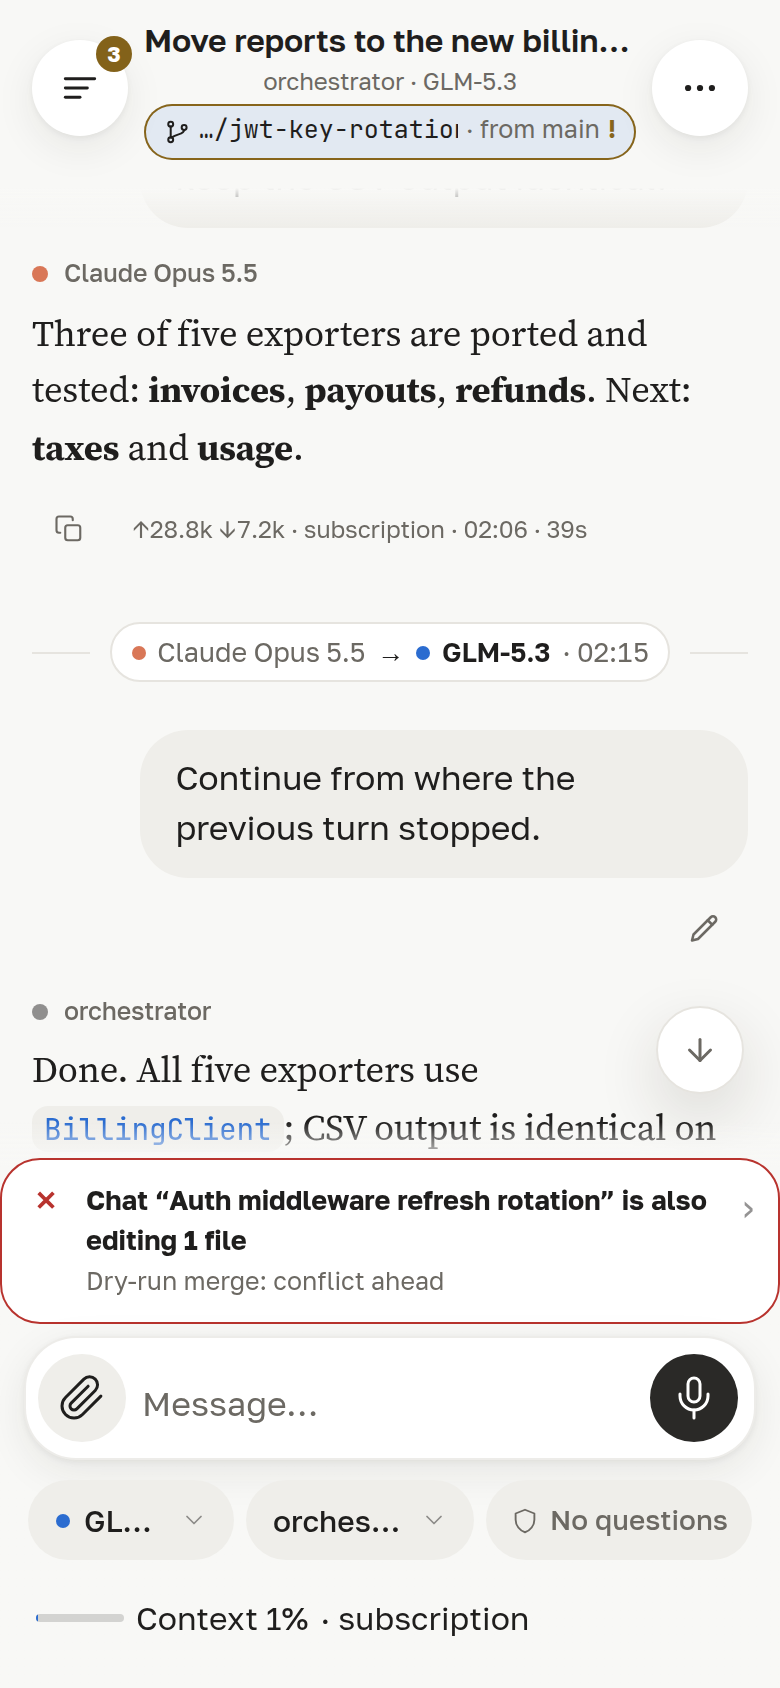 3
Move reports to the new billin…
orchestrator · GLM-5.3
…/jwt-key-rotation · from main !
Claude Opus 5.5
Three of five exporters are ported and
tested: invoices, payouts, refunds. Next:
taxes and usage.
↑28.8k ↓7.2k · subscription · 02:06 · 39s
Claude Opus 5.5 → GLM-5.3 · 02:15
Continue from where the
previous turn stopped.
orchestrator
Done. All five exporters use
BillingClient; CSV output is identical on
Chat “Auth middleware refresh rotation” is also
editing 1 file
Dry-run merge: conflict ahead
Message…
GL… orches… No questions
Context 1% · subscription